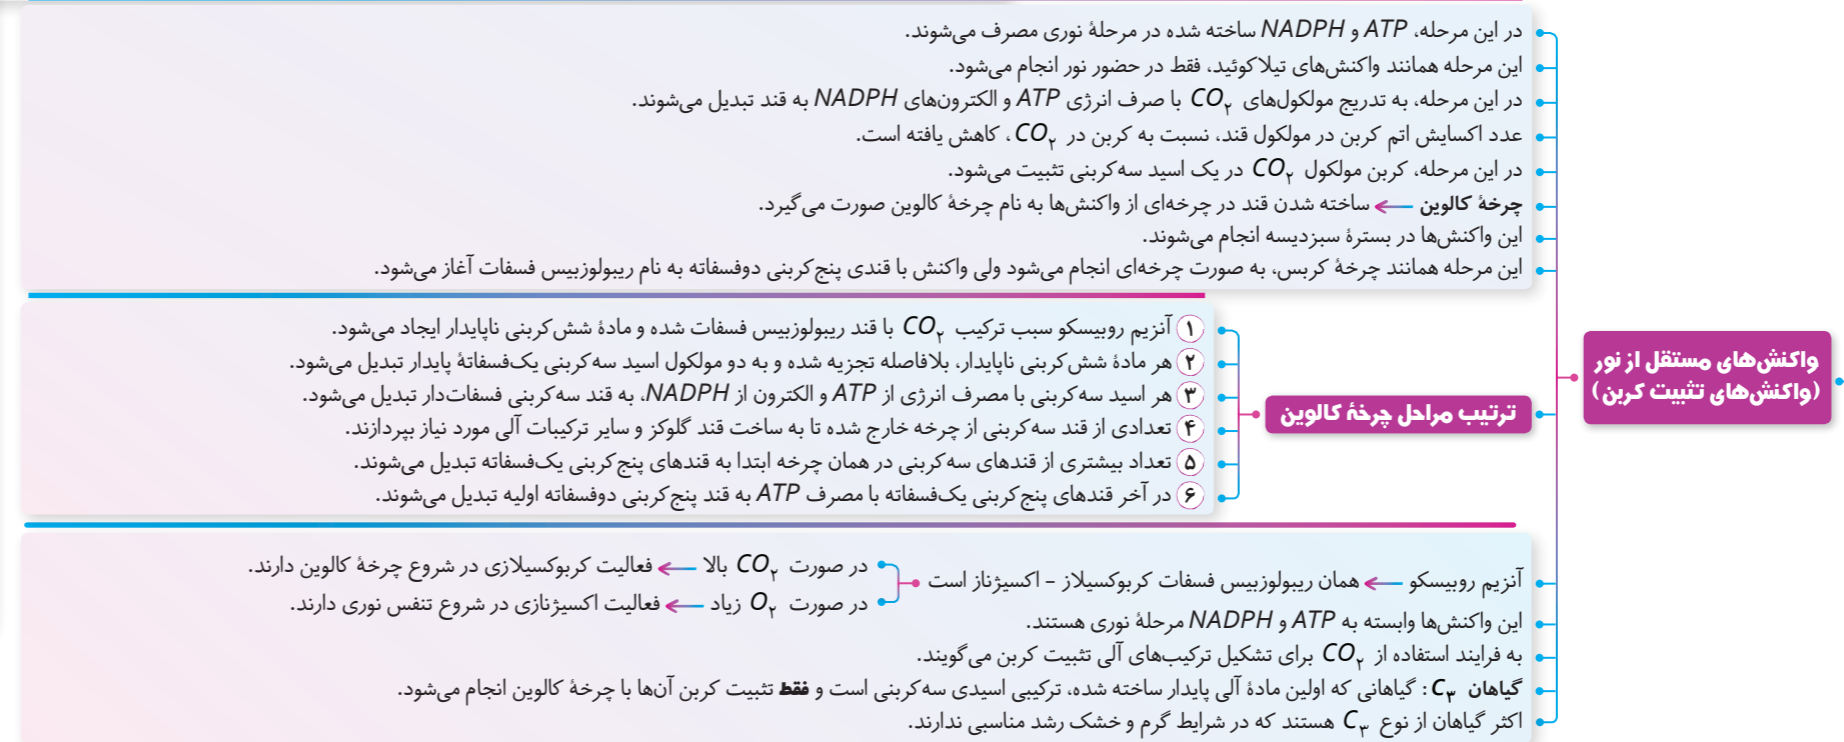 واکنش‌های مستقل از نور
(واکنش‌های تثبیت کربن)
در این مرحله، ATP و NADPH ساخته شده در مرحلهٔ نوری مصرف می‌شوند.
این مرحله همانند واکنش‌های تیلاکوئید، فقط در حضور نور انجام می‌شود.
در این مرحله، به تدریج مولکول‌های CO₂ با صرف انرژی ATP و الکترون‌های NADPH به قند تبدیل می‌شوند.
عدد اکسایش اتم کربن در مولکول قند، نسبت به کربن در CO₂، کاهش یافته است.
در این مرحله، کربن مولکول CO₂ در یک اسید سه‌کربنی تثبیت می‌شود.
چرخهٔ کالوین ← ساخته شدن قند در چرخه‌ای از واکنش‌ها به نام چرخهٔ کالوین صورت می‌گیرد.
این واکنش‌ها در بسترهٔ سبزدیسه انجام می‌شوند.
این مرحله همانند چرخهٔ کربس، به صورت چرخه‌ای انجام می‌شود ولی واکنش با قندی پنج‌کربنی دوفسفاته به نام ریبولوزبیس فسفات آغاز می‌شود.
ترتیب مراحل چرخهٔ کالوین
۱ آنزیم روبیسکو سبب ترکیب CO₂ با قند ریبولوزبیس فسفات شده و مادهٔ شش‌کربنی ناپایدار ایجاد می‌شود.
۲ هر مادهٔ شش‌کربنی ناپایدار، بلافاصله تجزیه شده و به دو مولکول اسید سه‌کربنی یک‌فسفاتهٔ پایدار تبدیل می‌شود.
۳ هر اسید سه‌کربنی با مصرف انرژی از ATP و الکترون از NADPH، به قند سه‌کربنی فسفات‌دار تبدیل می‌شود.
۴ تعدادی از قند سه‌کربنی از چرخه خارج شده تا به ساخت قند گلوکز و سایر ترکیبات آلی مورد نیاز بپردازند.
۵ تعداد بیشتری از قندهای سه‌کربنی در همان چرخه ابتدا به قندهای پنج‌کربنی یک‌فسفاته تبدیل می‌شوند.
۶ در آخر قندهای پنج‌کربنی یک‌فسفاته با مصرف ATP به قند پنج‌کربنی دوفسفاته اولیه تبدیل می‌شوند.
آنزیم روبیسکو ← همان ریبولوزبیس فسفات کربوکسیلاز - اکسیژناز است
در صورت CO₂ بالا ← فعالیت کربوکسیلازی در شروع چرخهٔ کالوین دارند.
در صورت O₂ زیاد ← فعالیت اکسیژنازی در شروع تنفس نوری دارند.
این واکنش‌ها وابسته به ATP و NADPH مرحلهٔ نوری هستند.
به فرایند استفاده از CO₂ برای تشکیل ترکیب‌های آلی تثبیت کربن می‌گویند.
گیاهان C₃: گیاهانی که اولین مادهٔ آلی پایدار ساخته شده، ترکیبی اسیدی سه‌کربنی است و فقط تثبیت کربن آن‌ها با چرخهٔ کالوین انجام می‌شود.
اکثر گیاهان از نوع C₃ هستند که در شرایط گرم و خشک رشد مناسبی ندارند.